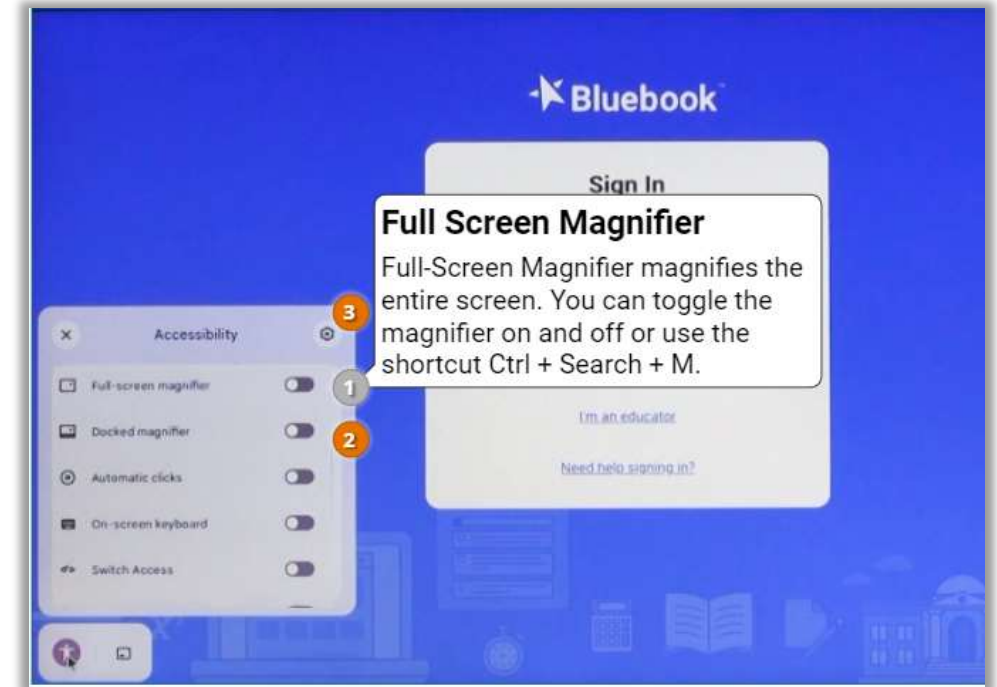 Bluebook
Sign In
Full Screen Magnifier
Full-Screen Magnifier magnifies the
entire screen. You can toggle the
magnifier on and off or use the
shortcut Ctrl + Search + M.
3
Accessibility
Full-screen magnifier
1
Docked magnifier
2
Automatic clicks
On-screen keyboard
Switch Access
I'm an educator
Need help signing in?